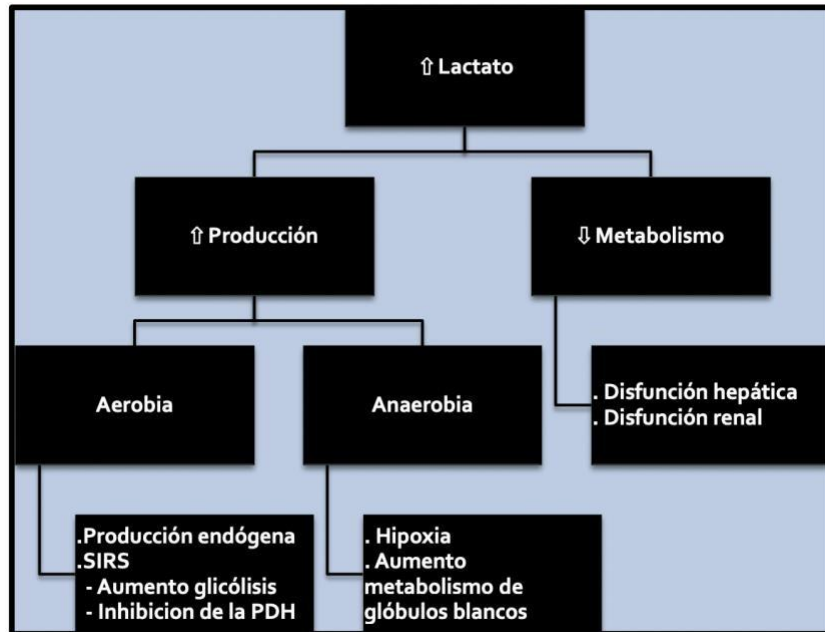 ⇧ Lactato
⇧ Producción
⇩ Metabolismo
Aerobia
Anaerobia
. Disfunción hepática
. Disfunción renal
.Producción endógena
.SIRS
- Aumento glicólisis
- Inhibicion de la PDH
. Hipoxia
. Aumento
metabolismo de
glóbulos blancos